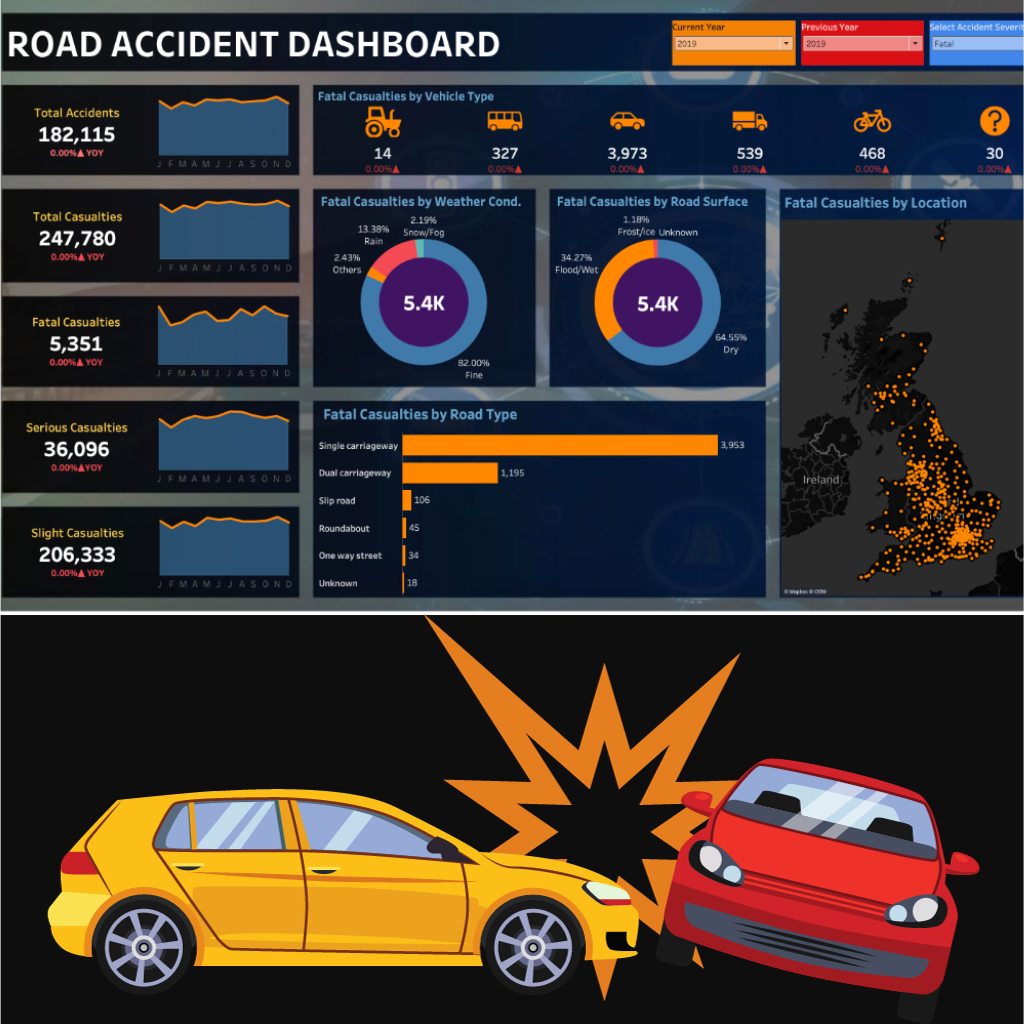 ROAD ACCIDENT DASHBOARD
Current Year
2019
Previous Year
2019
Select Accident Severit
Fatal
Total Accidents
182,115
0.00%▲ YOY
J F M A M J J A S O N D
Total Casualties
247,780
0.00%▲ YOY
J F M A M J J A S O N D
Fatal Casualties
5,351
0.00%▲ YOY
J F M A M J J A S O N D
Serious Casualties
36,096
0.00%▲YOY
J F M A M J J A S O N D
Slight Casualties
206,333
0.00%▲ YOY
J F M A M J J A S O N D
Fatal Casualties by Vehicle Type
?
14 327 3,973 539 468 30
0.00%▲ 0.00%▲ 0.00%▲ 0.00%▲ 0.00%▲ 0.00%▲
Fatal Casualties by Weather Cond.
2.19%
Snow/Fog
13.38%
Rain
2.43%
Others
5.4K
82.00%
Fine
Fatal Casualties by Road Surface
1.18%
Frost/Ice Unknown
34.27%
Flood/Wet
5.4K
64.55%
Dry
Fatal Casualties by Road Type
Single carriageway 3,953
Dual carriageway 1,195
Slip road 106
Roundabout 45
One way street 34
Unknown 18
Fatal Casualties by Location
Ireland
© Mapbox © OSM